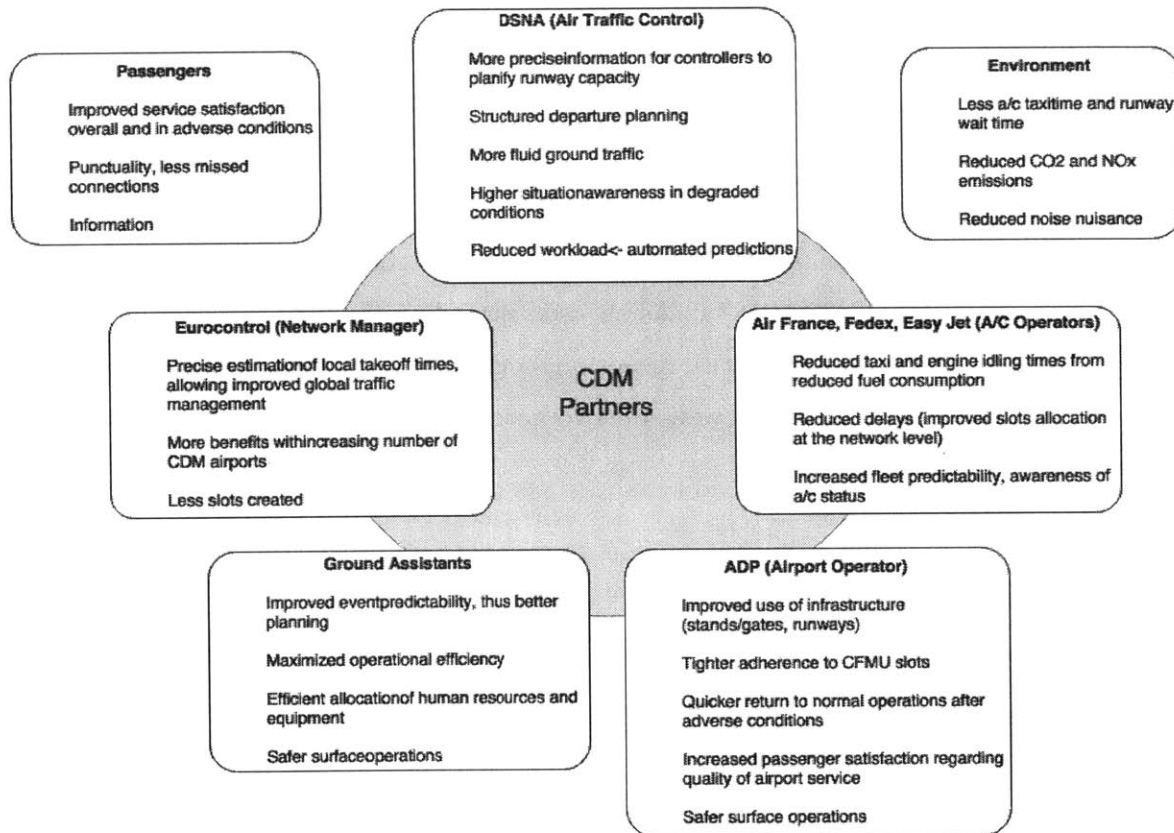 DSNA (Air Traffic Control)
More preciseinformation for controllers to
planify runway capacity
Structured departure planning
More fluid ground traffic
Higher situationawareness in degraded
conditions
Reduced workload<- automated predictions
Passengers
Improved service satisfaction
overall and in adverse conditions
Punctuality, less missed
connections
Information
Environment
Less a/c taxitime and runway
wait time
Reduced CO2 and NOx
emissions
Reduced noise nuisance
Eurocontrol (Network Manager)
Precise estimationof local takeoff times,
allowing improved global traffic
management
More benefits withincreasing number of
CDM airports
Less slots created
CDM
Partners
Air France, Fedex, Easy Jet (A/C Operators)
Reduced taxi and engine idling times from
reduced fuel consumption
Reduced delays (improved slots allocation
at the network level)
Increased fleet predictability, awareness of
a/c status
Ground Assistants
Improved eventpredictability, thus better
planning
Maximized operational efficiency
Efficient allocationof human resources and
equipment
Safer surfaceoperations
ADP (Airport Operator)
Improved use of infrastructure
(stands/gates, runways)
Tighter adherence to CFMU slots
Quicker return to normal operations after
adverse conditions
Increased passenger satisfaction regarding
quality of airport service
Safer surface operations